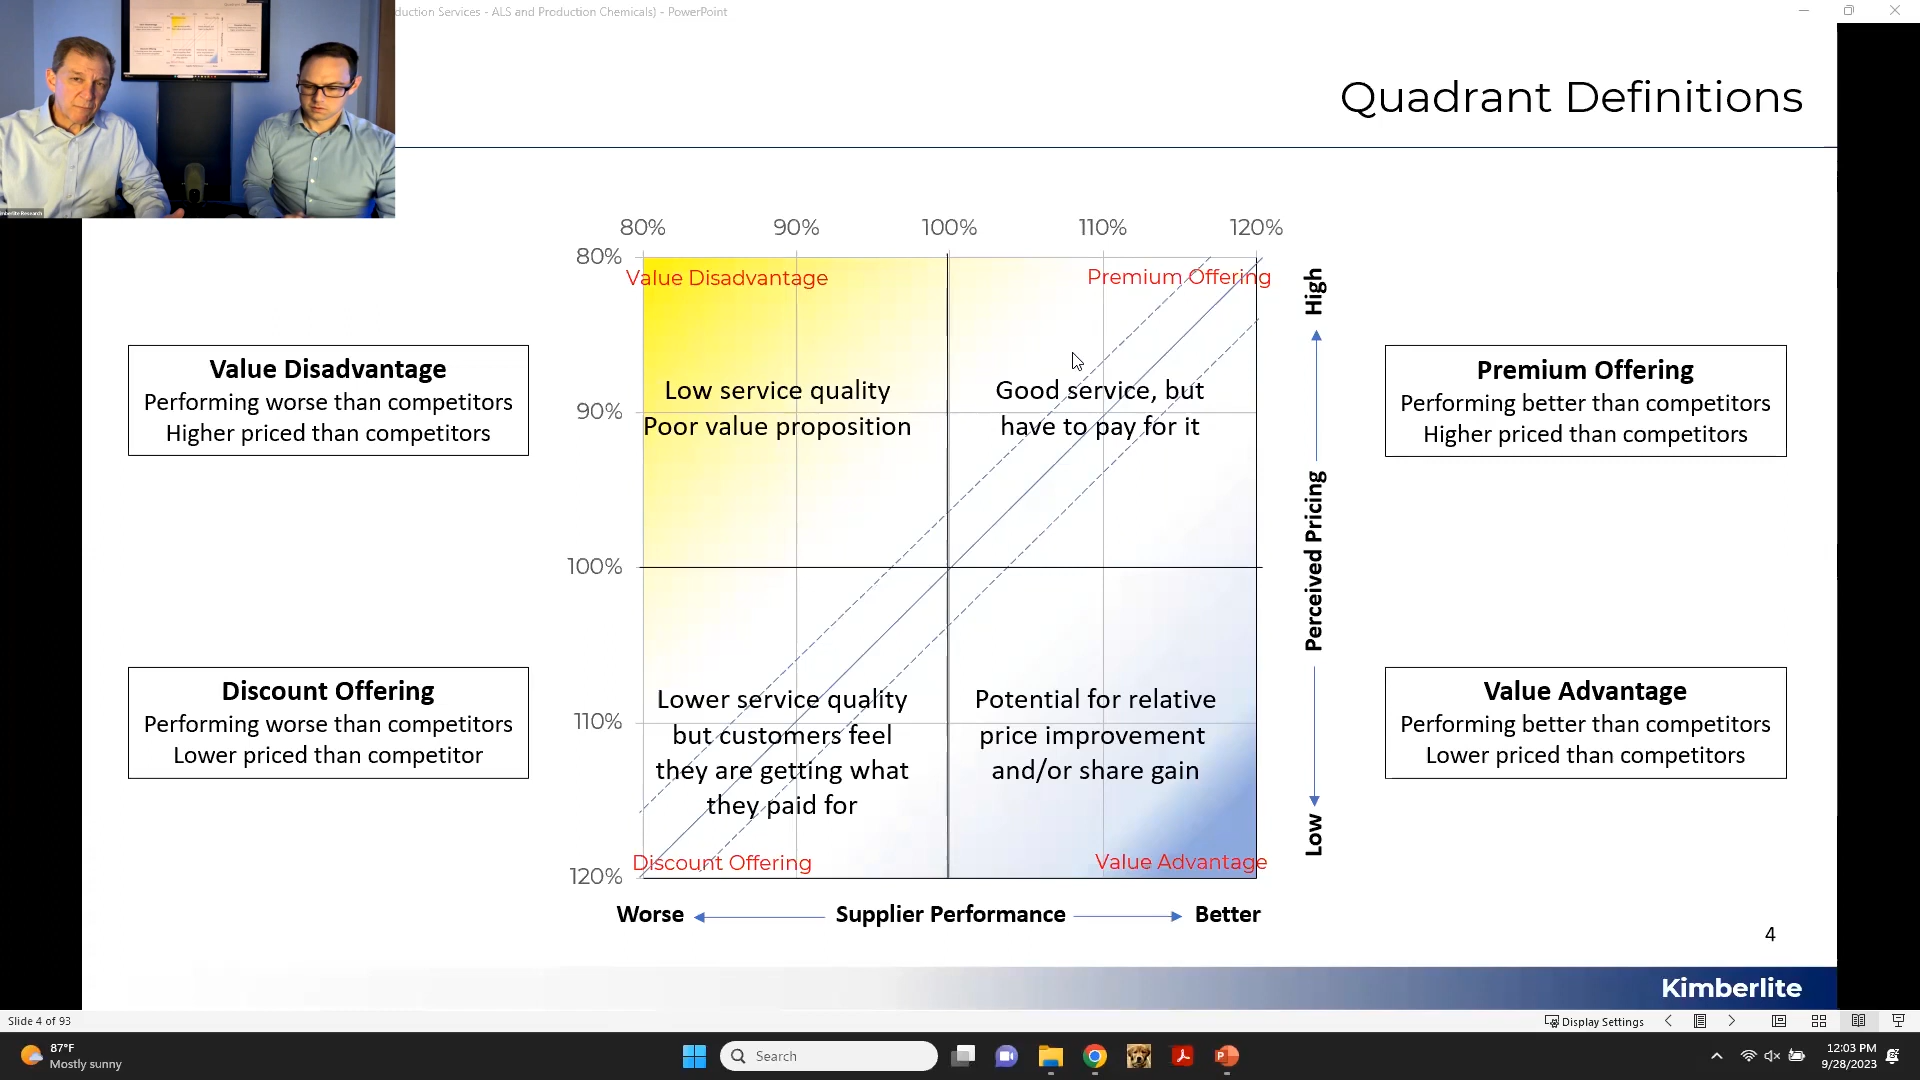 duction Services - ALS and Production Chemicals) - PowerPoint
Quadrant Definitions
80%
90%
100%
110%
120%
80%
90%
100%
110%
120%
Value Disadvantage
Premium Offering
Low service quality
Poor value proposition
Good service, but
have to pay for it
Lower service quality
but customers feel
they are getting what
they paid for
Potential for relative
price improvement
and/or share gain
Discount Offering
Value Advantage
High
Perceived Pricing
Low
Worse
Supplier Performance
Better
Value Disadvantage
Performing worse than competitors
Higher priced than competitors
Premium Offering
Performing better than competitors
Higher priced than competitors
Discount Offering
Performing worse than competitors
Lower priced than competitor
Value Advantage
Performing better than competitors
Lower priced than competitors
4
Kimberlite
Slide 4 of 93
Display Settings
87°F
Mostly sunny
Search
12:03 PM
9/28/2023